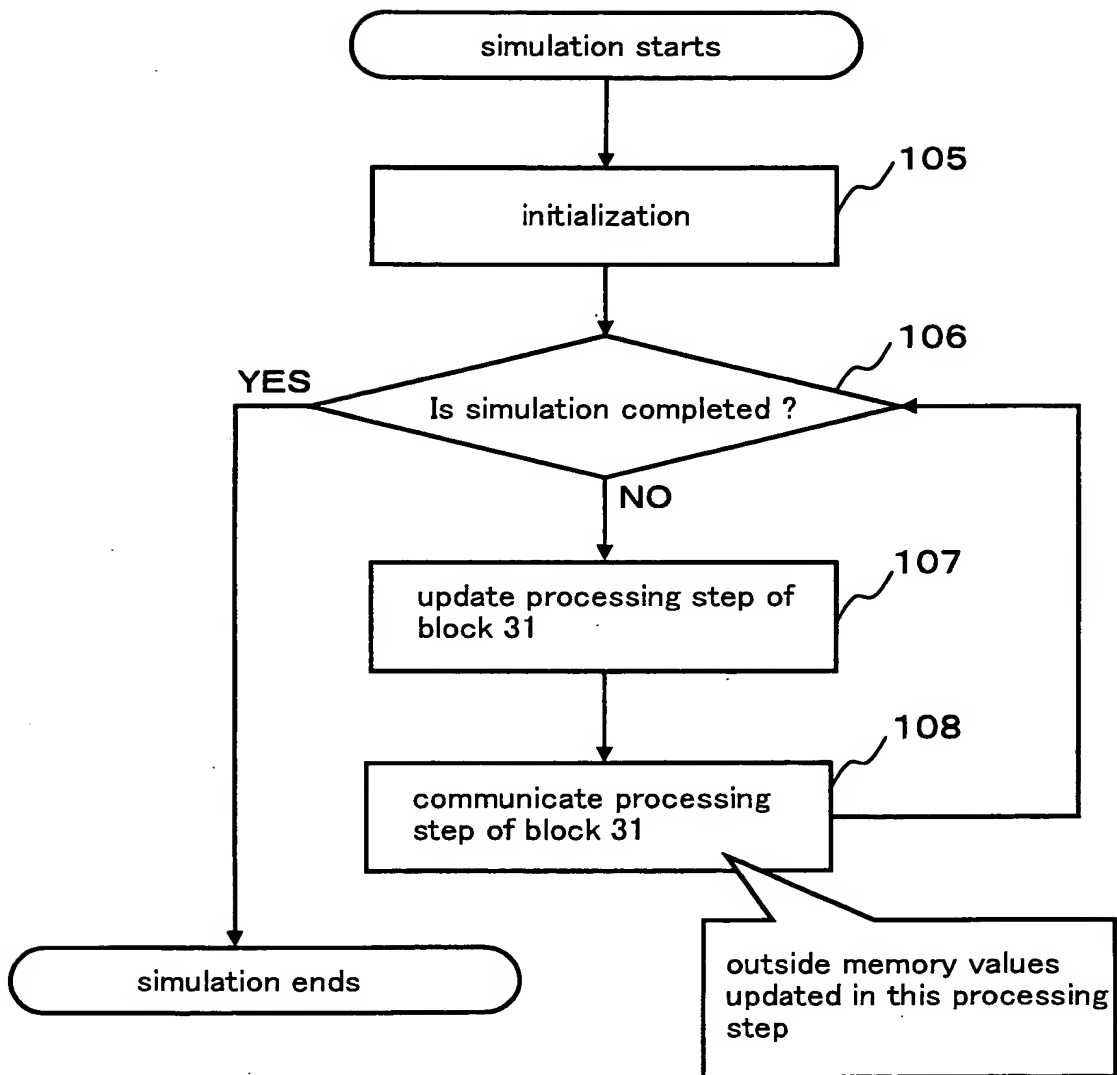 simulation starts
105
initialization
106
YES
Is simulation completed ?
NO
107
update processing step of
block 31
108
communicate processing
step of block 31
simulation ends
outside memory values
updated in this processing
step